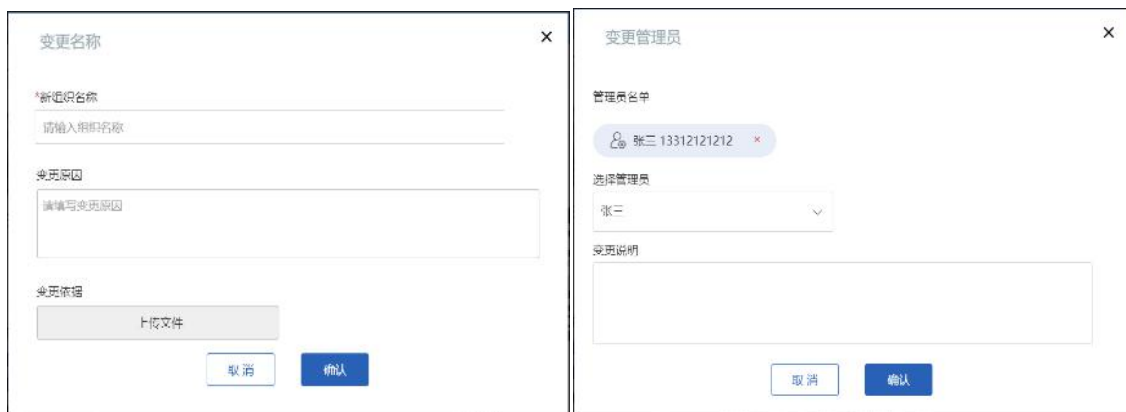 变更名称
×
*新组织名称
请输入组织名称
变更原因
请填写变更原因
变更依据
上传文件
取消
确认
变更管理员
×
管理员名单
张三 13312121212 ×
选择管理员
张三
变更说明
取消
确认